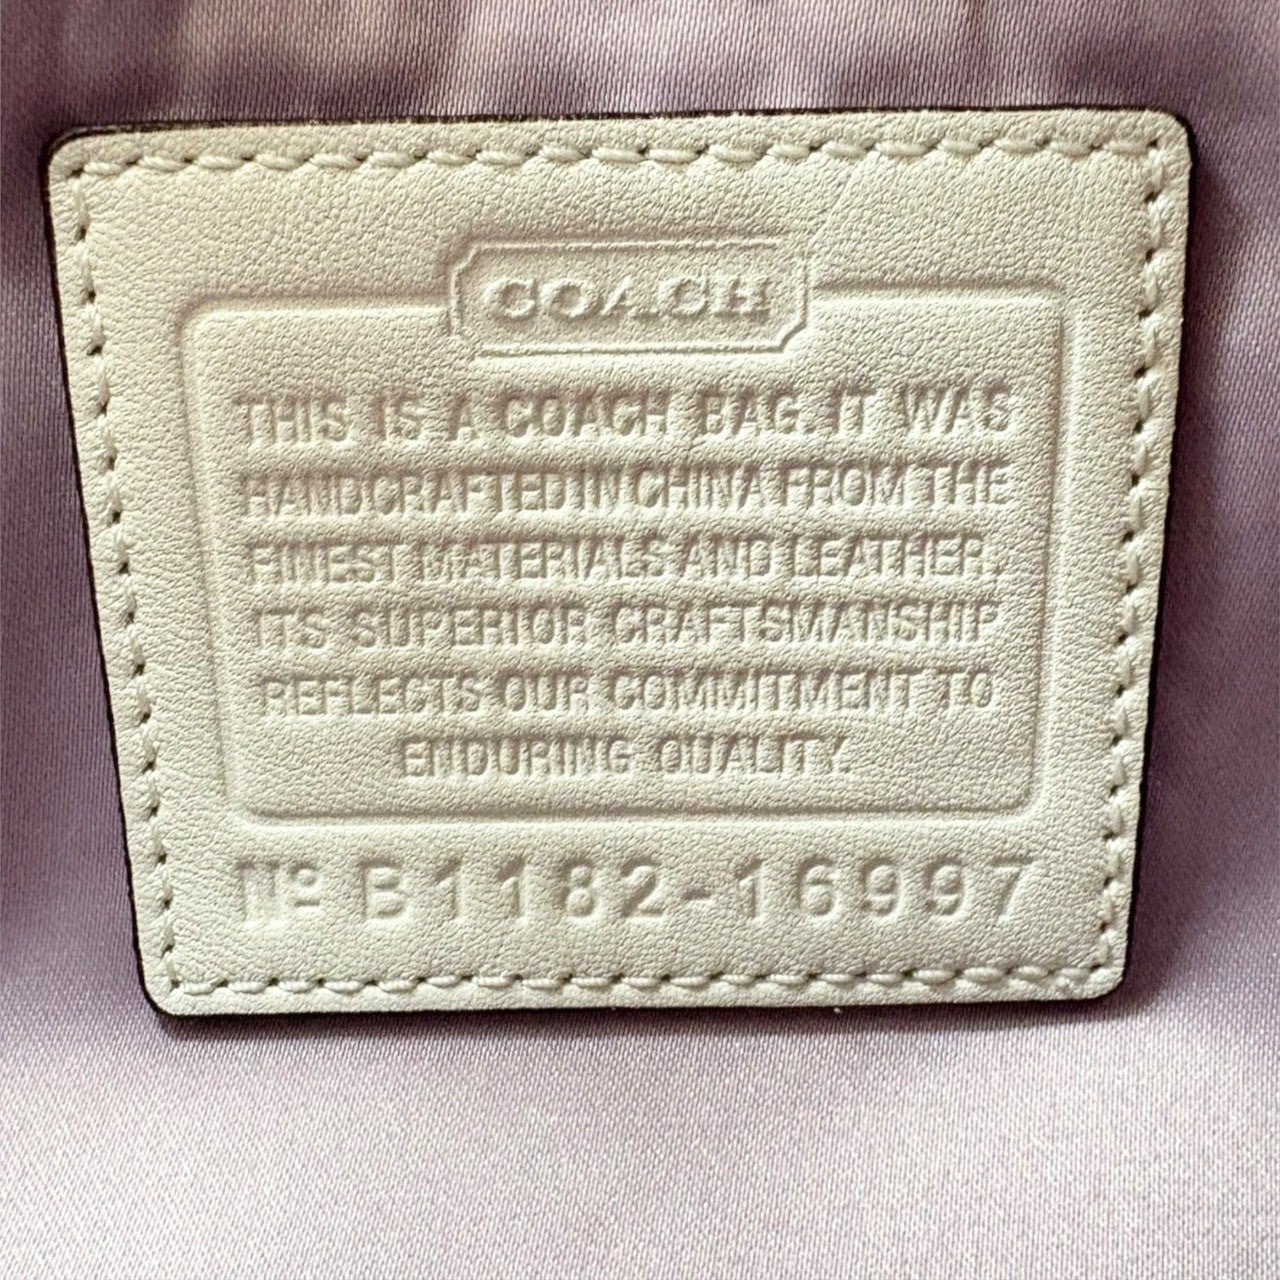 COACH
THIS IS A COACH BAG. IT WAS
HANDCRAFTED IN CHINA FROM THE
FINEST MATERIALS AND LEATHER.
ITS SUPERIOR CRAFTSMANSHIP
REFLECTS OUR COMMITMENT TO
ENDURING QUALITY.
Nº B1182-16997